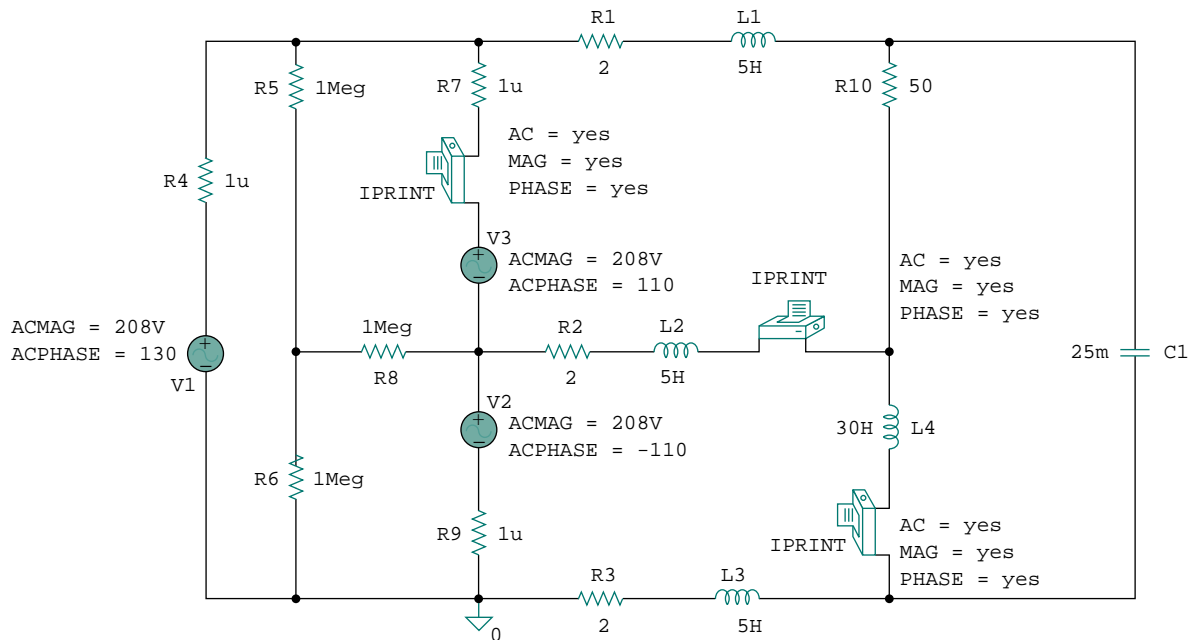 R1
L1
2
5H
R5
1Meg
R7
1u
R10
50
AC = yes
MAG = yes
PHASE = yes
R4
1u
IPRINT
V3
ACMAG = 208V
ACPHASE = 110
IPRINT
AC = yes
MAG = yes
PHASE = yes
ACMAG = 208V
ACPHASE = 130
V1
1Meg
R8
R2
2
L2
5H
25m
C1
V2
ACMAG = 208V
ACPHASE = -110
30H
L4
R6
1Meg
R9
1u
IPRINT
AC = yes
MAG = yes
PHASE = yes
R3
L3
2
5H
0